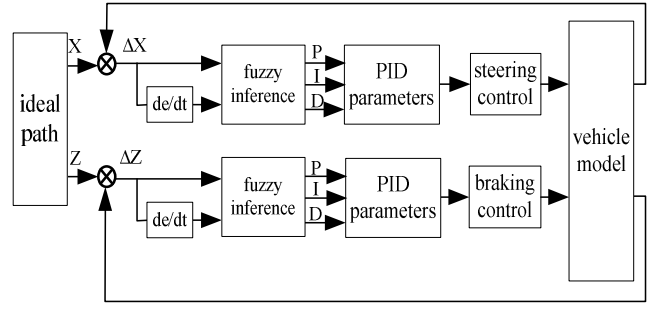 ideal
path
X
ΔX
de/dt
fuzzy
inference
P
I
D
PID
parameters
steering
control
vehicle
model
Z
ΔZ
de/dt
fuzzy
inference
P
I
D
PID
parameters
braking
control